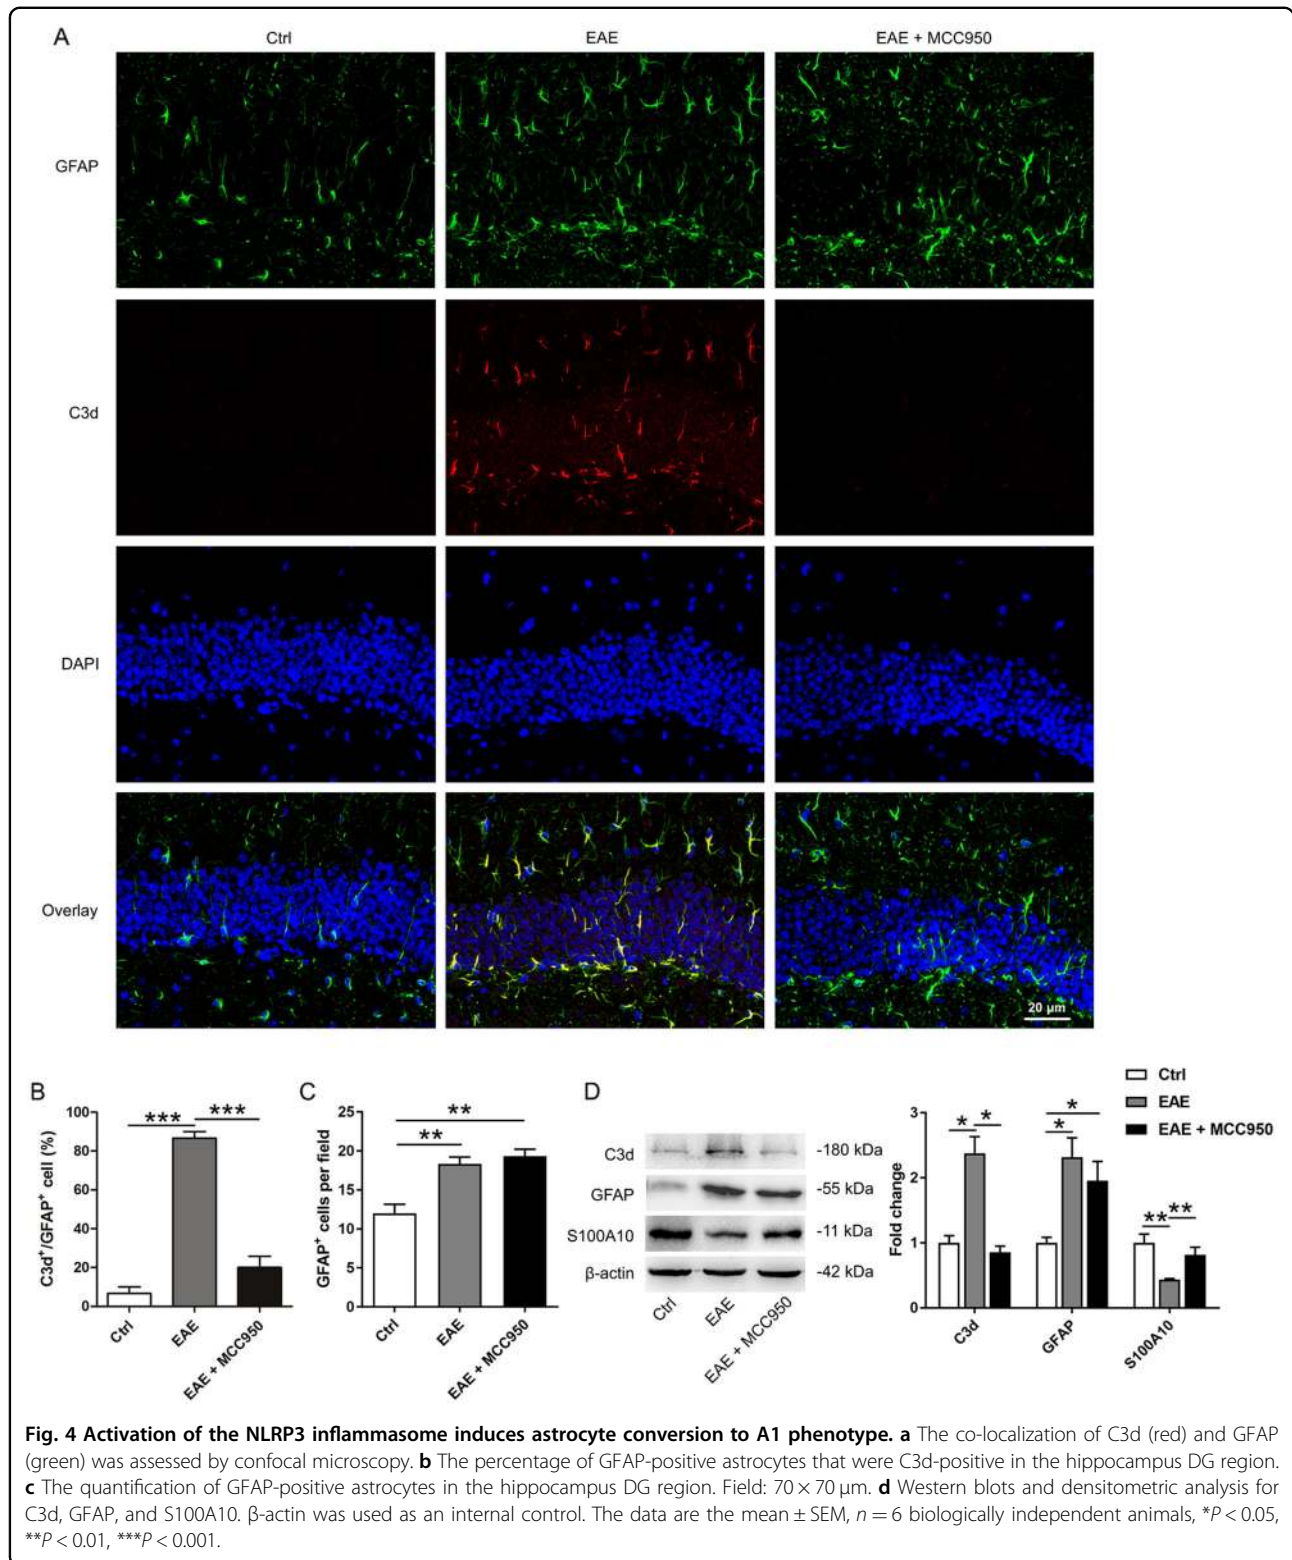 A
Ctrl
EAE
EAE + MCC950
GFAP
C3d
DAPI
Overlay
20 µm
B
C3d⁺/GFAP⁺ cell (%)
100
80
60
40
20
0
***
***
Ctrl
EAE
EAE + MCC950
C
GFAP⁺ cells per field
25
20
15
10
5
0
**
**
Ctrl
EAE
EAE + MCC950
D
C3d
-180 kDa
GFAP
-55 kDa
S100A10
-11 kDa
β-actin
-42 kDa
Ctrl
EAE
EAE + MCC950
Ctrl
EAE
EAE + MCC950
Fold change
3
2
1
0
*
*
*
*
**
**
C3d
GFAP
S100A10
Fig. 4 Activation of the NLRP3 inflammasome induces astrocyte conversion to A1 phenotype. a The co-localization of C3d (red) and GFAP
(green) was assessed by confocal microscopy. b The percentage of GFAP-positive astrocytes that were C3d-positive in the hippocampus DG region.
c The quantification of GFAP-positive astrocytes in the hippocampus DG region. Field: 70 × 70 µm. d Western blots and densitometric analysis for
C3d, GFAP, and S100A10. β-actin was used as an internal control. The data are the mean ± SEM, n = 6 biologically independent animals, *P < 0.05,
**P < 0.01, ***P < 0.001.